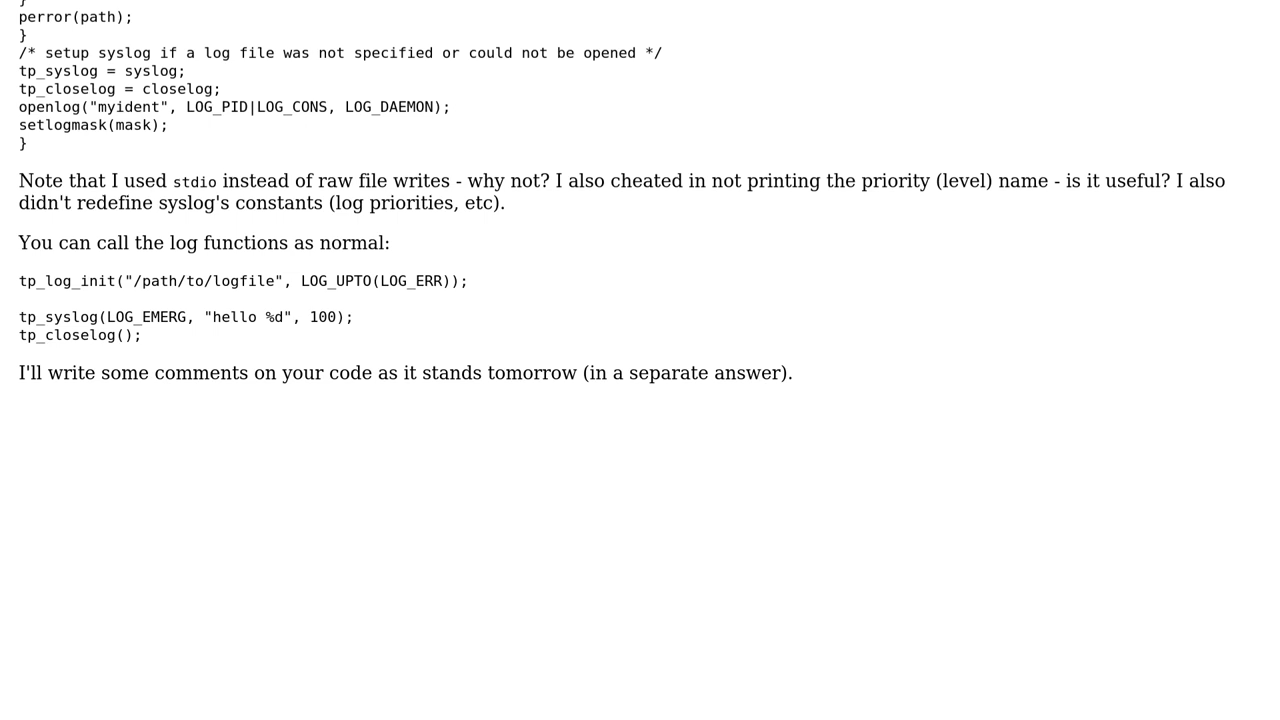 }
perror(path);
}
/* setup syslog if a log file was not specified or could not be opened */
tp_syslog = syslog;
tp_closelog = closelog;
openlog("myident", LOG_PID|LOG_CONS, LOG_DAEMON);
setlogmask(mask);
}
Note that I used stdio instead of raw file writes - why not? I also cheated in not printing the priority (level) name - is it useful? I also
didn't redefine syslog's constants (log priorities, etc).
You can call the log functions as normal:
tp_log_init("/path/to/logfile", LOG_UPTO(LOG_ERR));
tp_syslog(LOG_EMERG, "hello %d", 100);
tp_closelog();
I'll write some comments on your code as it stands tomorrow (in a separate answer).